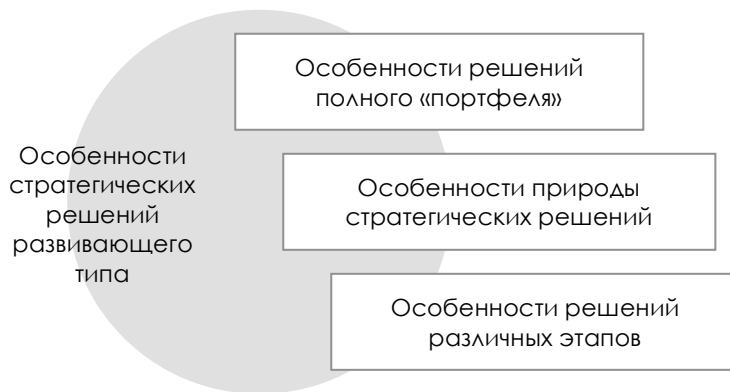 Особенности
стратегических
решений
развивающего
типа
Особенности решений
полного «портфеля»
Особенности природы
стратегических решений
Особенности решений
различных этапов